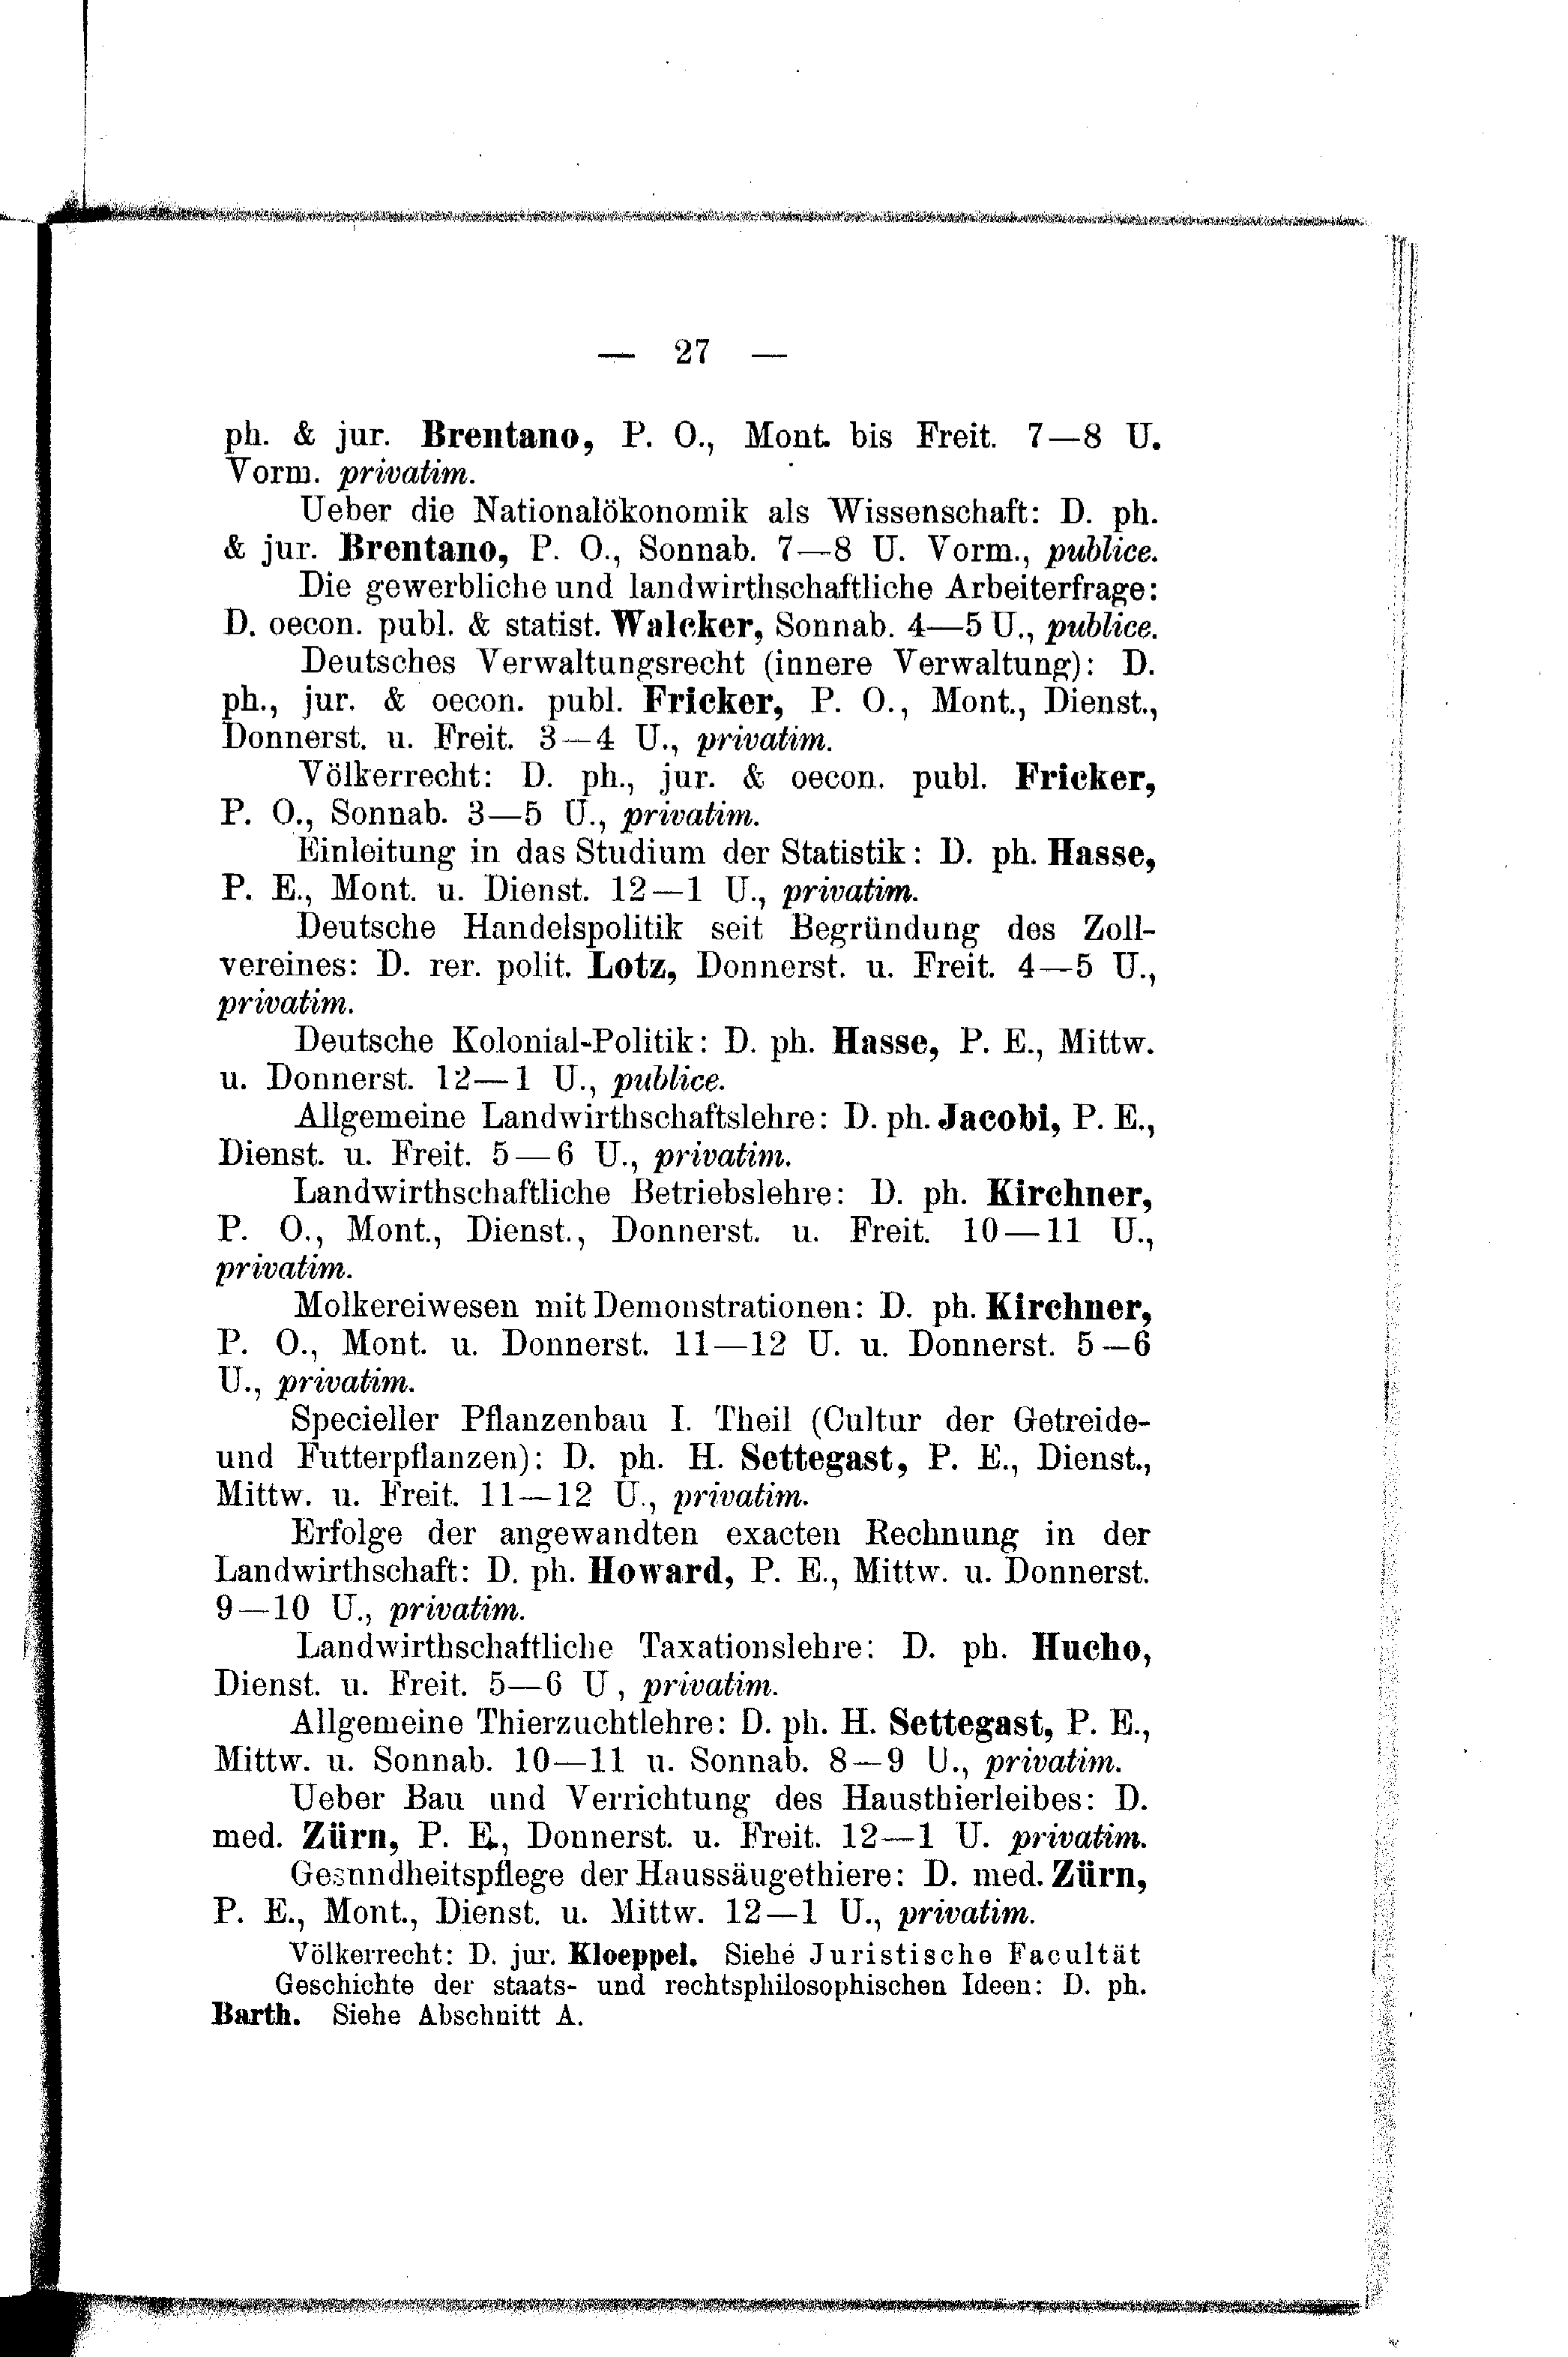 — 27 —
ph. & jur. Brentano, P. O., Mont. bis Freit. 7—8 U.
Vorm. privatim.
Ueber die Nationalökonomik als Wissenschaft: D. ph.
& jur. Brentano, P. O., Sonnab. 7—8 U. Vorm., publice.
Die gewerbliche und landwirthschaftliche Arbeiterfrage:
D. oecon. publ. & statist. Walcker, Sonnab. 4—5 U., publice.
Deutsches Verwaltungsrecht (innere Verwaltung): D.
ph., jur. & oecon. publ. Fricker, P. O., Mont., Dienst.,
Donnerst. u. Freit. 3—4 U., privatim.
Völkerrecht: D. ph., jur. & oecon. publ. Fricker,
P. O., Sonnab. 3—5 U., privatim.
Einleitung in das Studium der Statistik: D. ph. Hasse,
P. E., Mont. u. Dienst. 12—1 U., privatim.
Deutsche Handelspolitik seit Begründung des Zoll-
vereines: D. rer. polit. Lotz, Donnerst. u. Freit. 4—5 U.,
privatim.
Deutsche Kolonial-Politik: D. ph. Hasse, P. E., Mittw.
u. Donnerst. 12—1 U., publice.
Allgemeine Landwirthschaftslehre: D. ph. Jacobi, P. E.,
Dienst. u. Freit. 5—6 U., privatim.
Landwirthschaftliche Betriebslehre: D. ph. Kirchner,
P. O., Mont., Dienst., Donnerst. u. Freit. 10—11 U.,
privatim.
Molkereiwesen mit Demonstrationen: D. ph. Kirchner,
P. O., Mont. u. Donnerst. 11—12 U. u. Donnerst. 5—6
U., privatim.
Specieller Pflanzenbau I. Theil (Cultur der Getreide-
und Futterpflanzen): D. ph. H. Settegast, P. E., Dienst.,
Mittw. u. Freit. 11—12 U., privatim.
Erfolge der angewandten exacten Rechnung in der
Landwirthschaft: D. ph. Howard, P. E., Mittw. u. Donnerst.
9—10 U., privatim.
Landwirthschaftliche Taxationslehre: D. ph. Hucho,
Dienst. u. Freit. 5—6 U, privatim.
Allgemeine Thierzuchtlehre: D. ph. H. Settegast, P. E.,
Mittw. u. Sonnab. 10—11 u. Sonnab. 8—9 U., privatim.
Ueber Bau und Verrichtung des Hausthierleibes: D.
med. Zürn, P. E., Donnerst. u. Freit. 12—1 U. privatim.
Gesundheitspflege der Haussäugethiere: D. med. Zürn,
P. E., Mont., Dienst. u. Mittw. 12—1 U., privatim.
Völkerrecht: D. jur. Kloeppel. Siehe Juristische Facultät
Geschichte der staats- und rechtsphilosophischen Ideen: D. ph.
Barth. Siehe Abschnitt A.